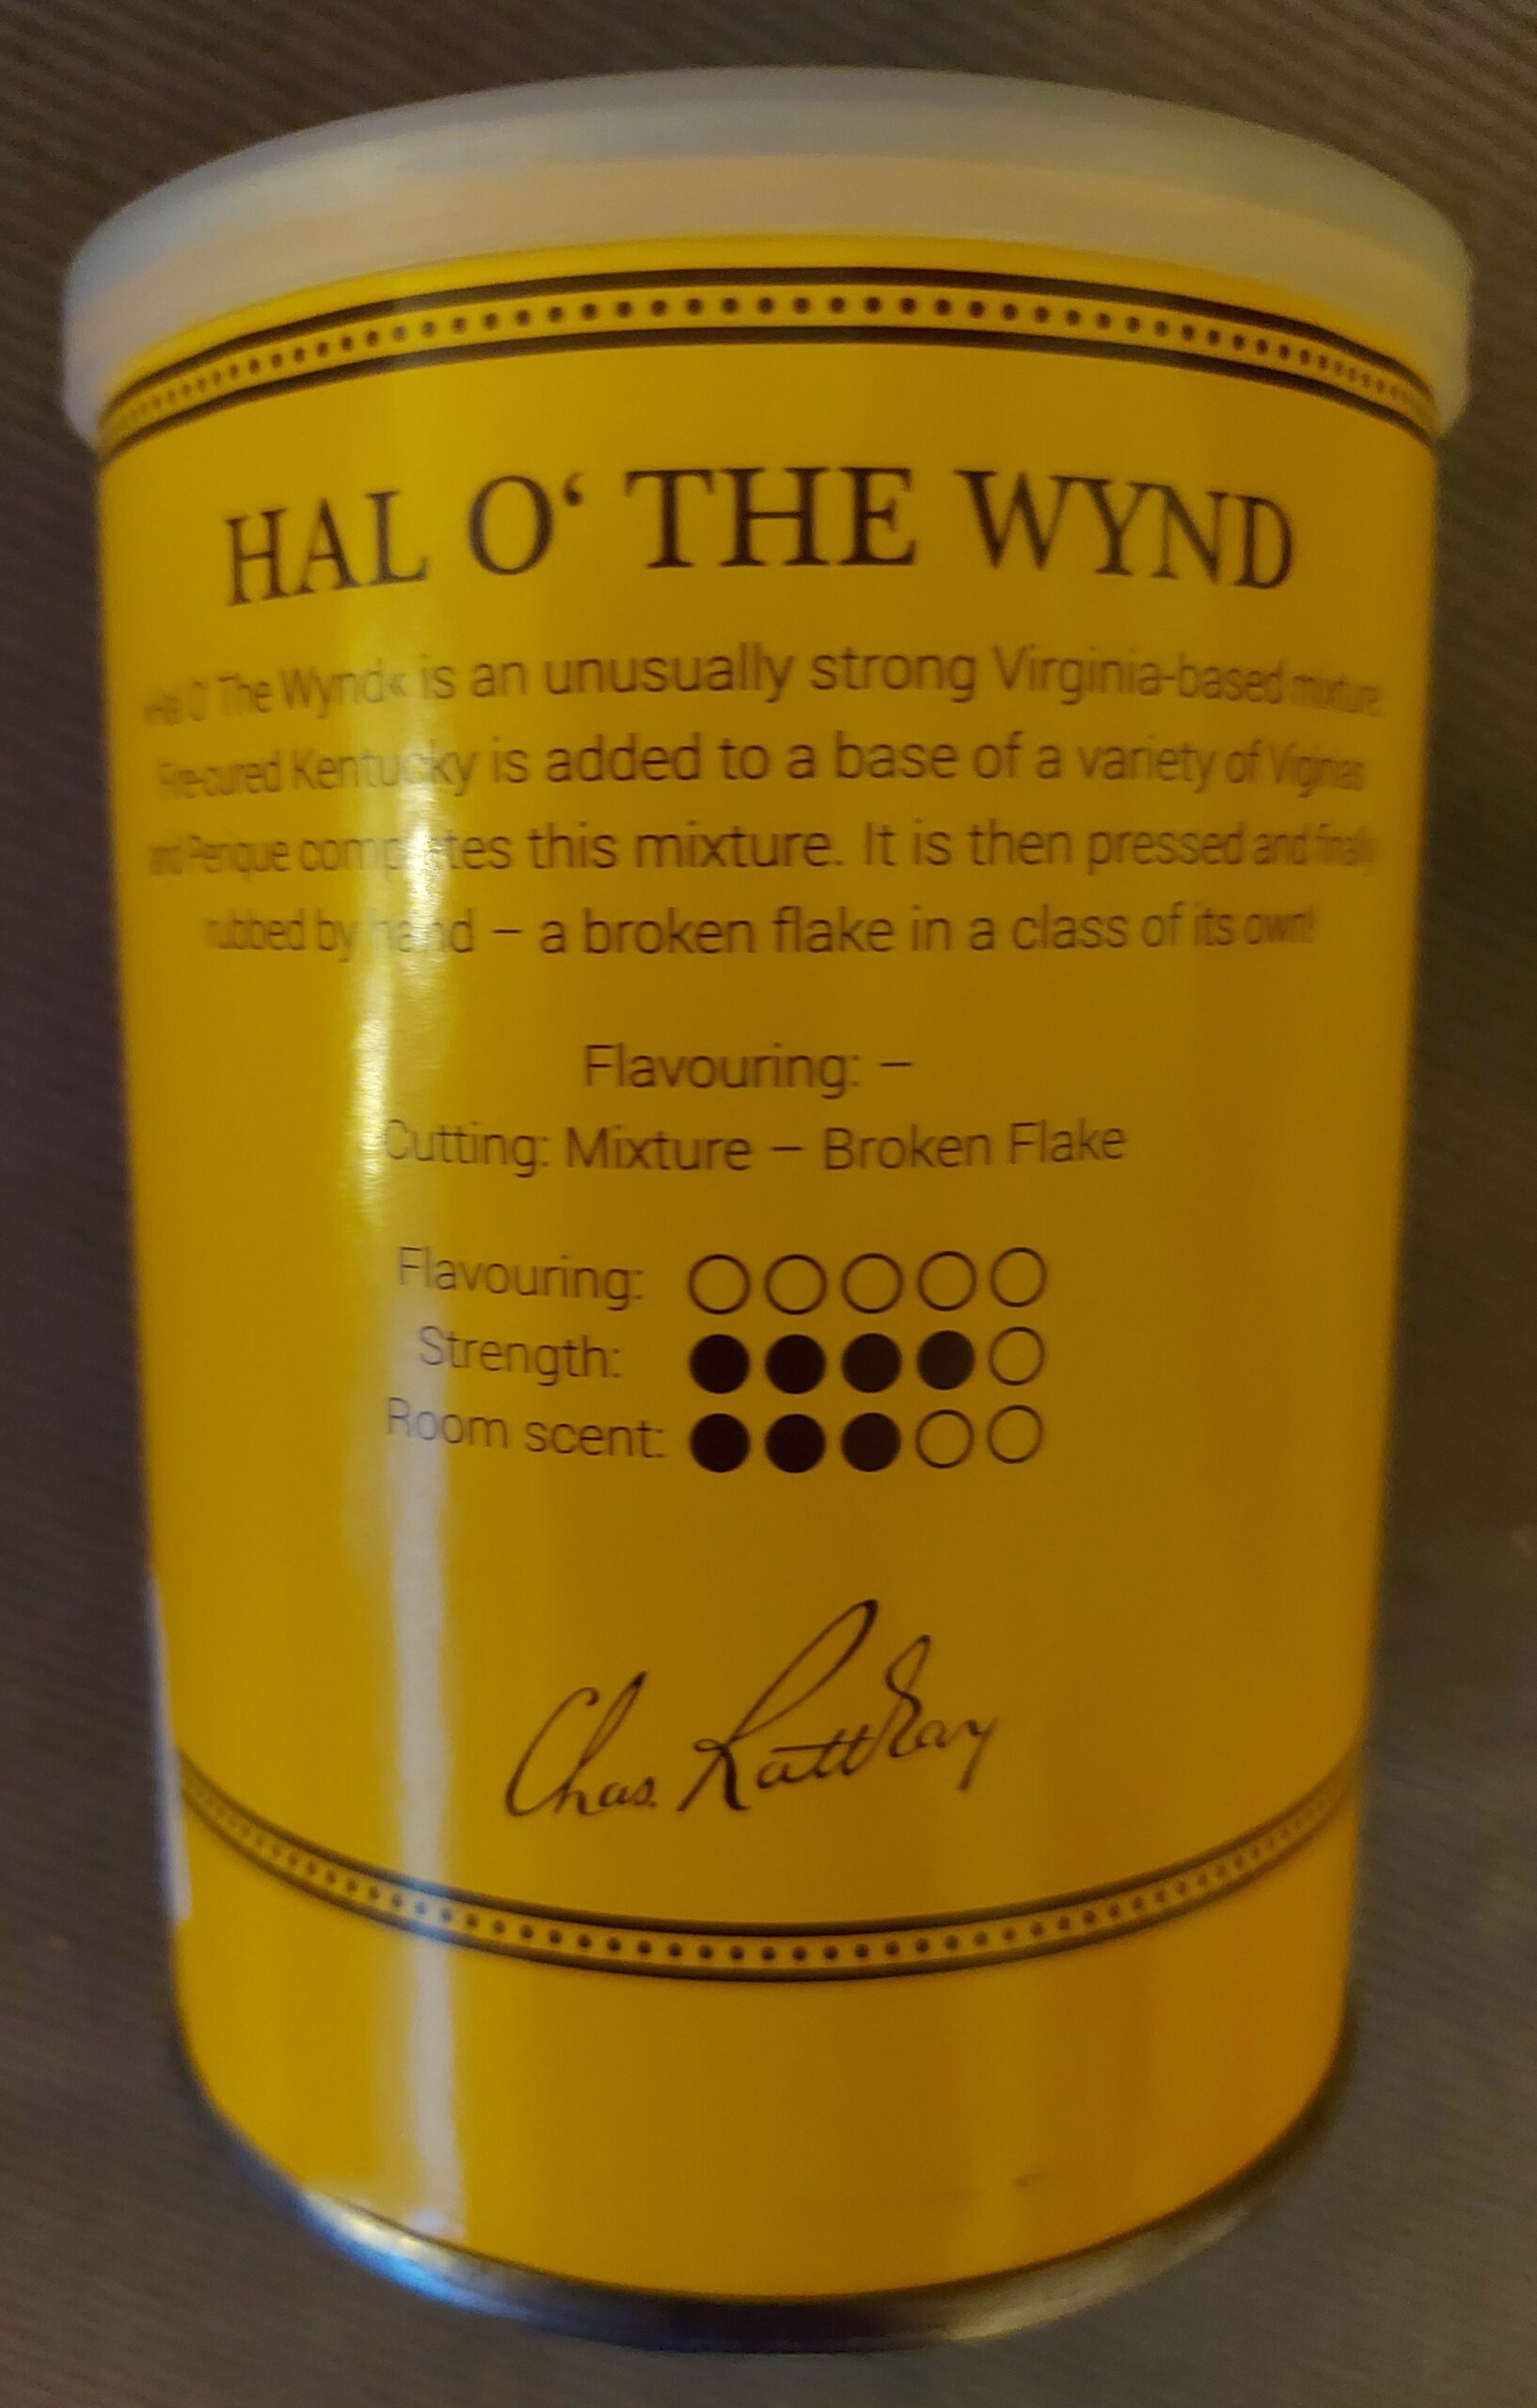 HAL O‘ THE WYND
»Hal O' The Wynd« is an unusually strong Virginia-based mixture.
Fire-cured Kentucky is added to a base of a variety of Viginias
and Perique completes this mixture. It is then pressed and finally
rubbed by hand – a broken flake in a class of its own!
Flavouring: –
Cutting: Mixture – Broken Flake
Flavouring:
Strength:
Room scent:
Chas. Rattray